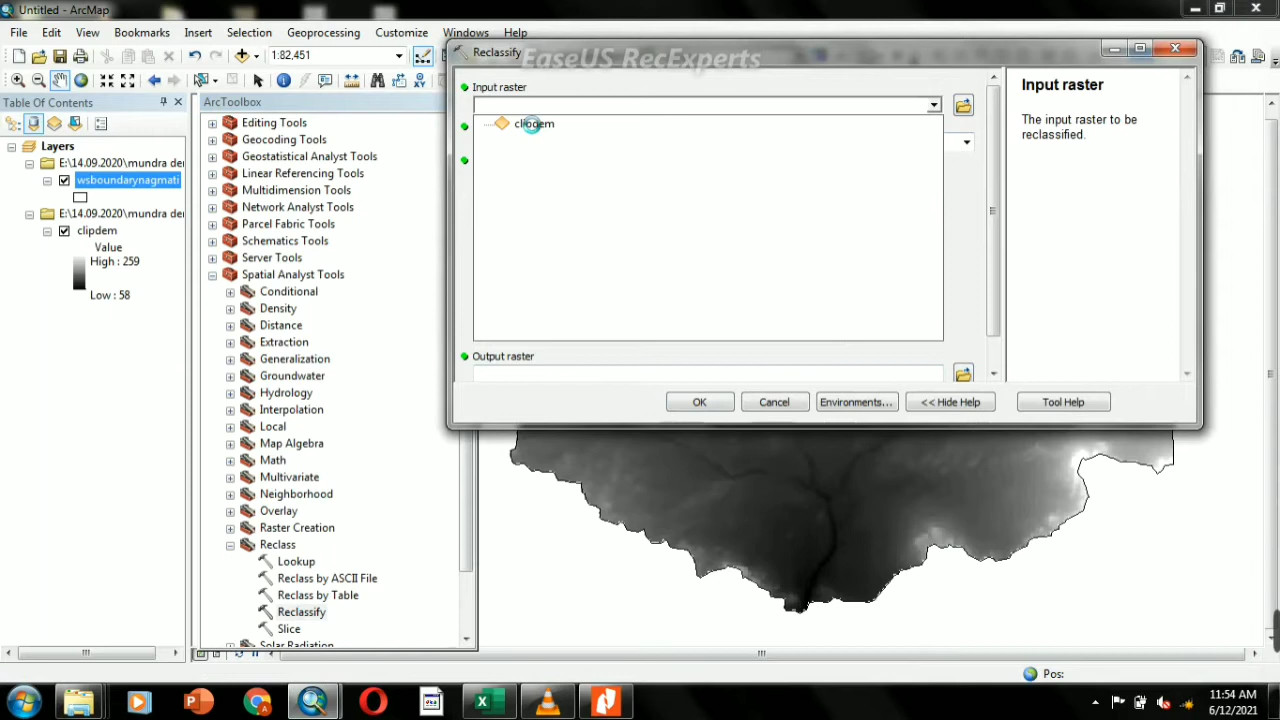 Untitled - ArcMap
File Edit View Bookmarks Insert Selection Geoprocessing Customize Windows Help
1:82,451
Table Of Contents
Layers
E:\14.09.2020\mundra de
wsboundarynagmati
E:\14.09.2020\mundra de
clipdem
Value
High : 259
Low : 58
ArcToolbox
Editing Tools
Geocoding Tools
Geostatistical Analyst Tools
Linear Referencing Tools
Multidimension Tools
Network Analyst Tools
Parcel Fabric Tools
Schematics Tools
Server Tools
Spatial Analyst Tools
Conditional
Density
Distance
Extraction
Generalization
Groundwater
Hydrology
Interpolation
Local
Map Algebra
Math
Multivariate
Neighborhood
Overlay
Raster Creation
Reclass
Lookup
Reclass by ASCII File
Reclass by Table
Reclassify
Slice
Solar Radiation
Reclassify
EaseUS RecExperts
Input raster
clipdem
Output raster
OK Cancel Environments... << Hide Help Tool Help
Input raster
The input raster to be
reclassified.
Pos:
11:54 AM
6/12/2021